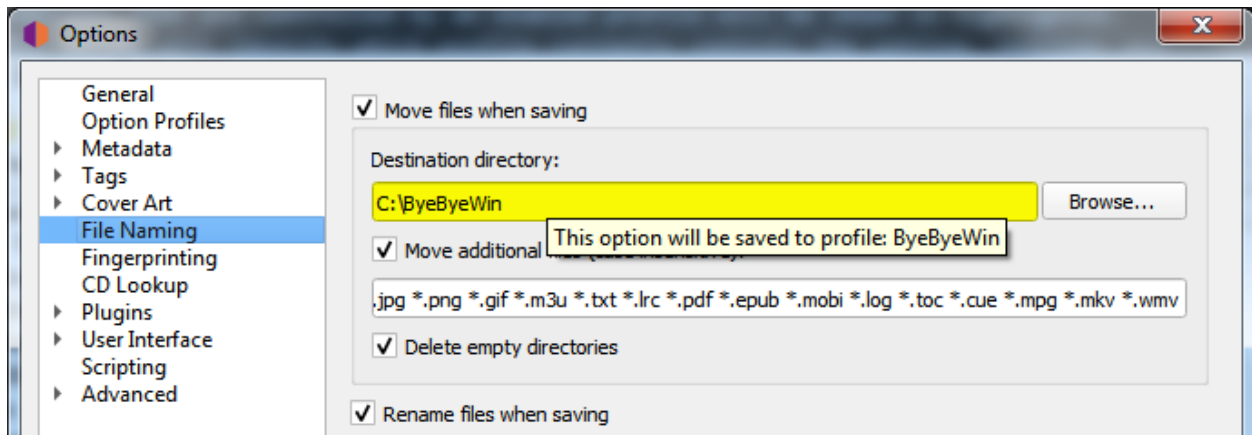 Options
General
Option Profiles
Metadata
Tags
Cover Art
File Naming
Fingerprinting
CD Lookup
Plugins
User Interface
Scripting
Advanced
Move files when saving
Destination directory:
C:\ByeByeWin
Browse...
This option will be saved to profile: ByeByeWin
Move additional
.jpg *.png *.gif *.m3u *.txt *.lrc *.pdf *.epub *.mobi *.log *.toc *.cue *.mpg *.mkv *.wmv
Delete empty directories
Rename files when saving